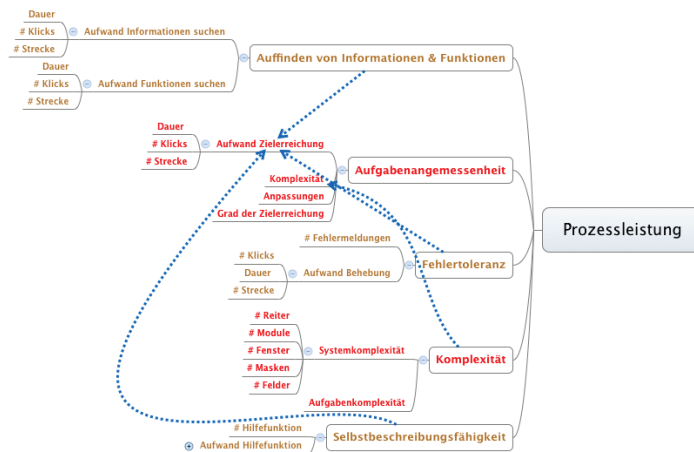 Dauer
# Klicks
Aufwand Informationen suchen
# Strecke
Auffinden von Informationen & Funktionen
Dauer
# Klicks
Aufwand Funktionen suchen
# Strecke
Dauer
# Klicks
Aufwand Zielerreichung
# Strecke
Aufgabenangemessenheit
Komplexität
Anpassungen
Grad der Zielerreichung
Prozessleistung
# Fehlermeldungen
Fehlertoleranz
# Klicks
Dauer
Aufwand Behebung
# Strecke
# Reiter
# Module
# Fenster
Systemkomplexität
# Masken
# Felder
Komplexität
Aufgabenkomplexität
# Hilfefunktion
Selbstbeschreibungsfähigkeit
Aufwand Hilfefunktion